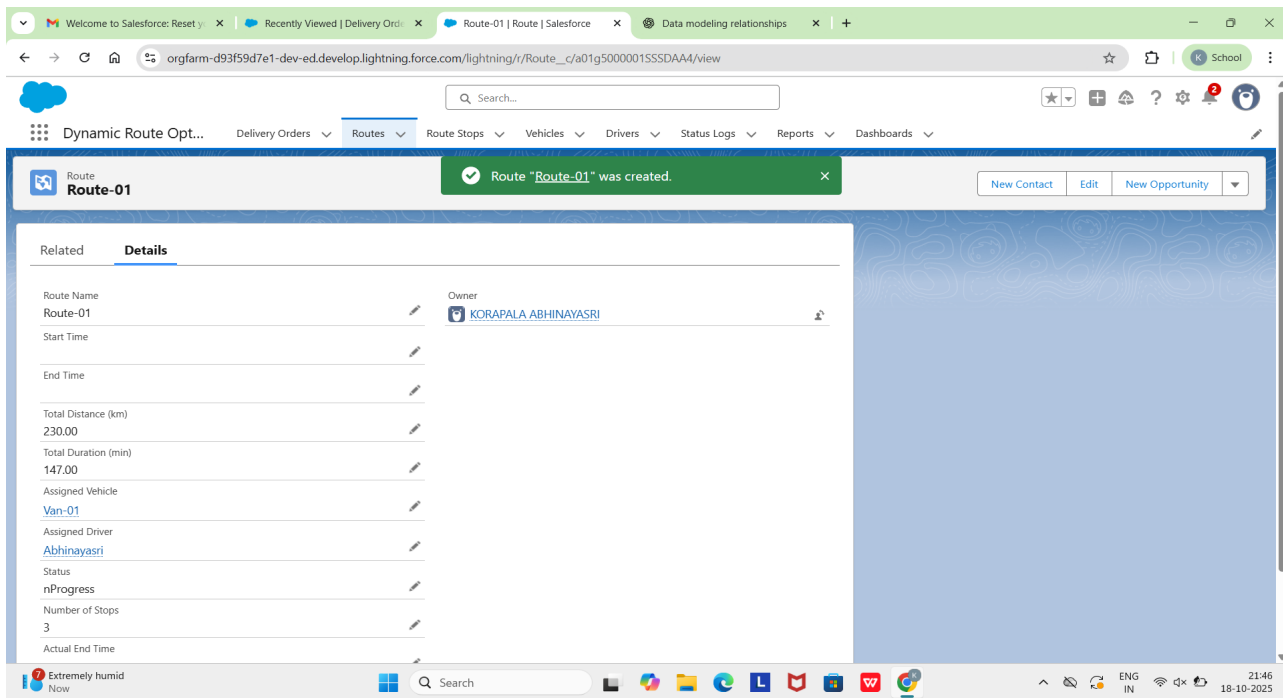 Welcome to Salesforce: Reset y
Recently Viewed | Delivery Orde
Route-01 | Route | Salesforce
Data modeling relationships
orgfarm-d93f59d7e1-dev-ed.develop.lightning.force.com/lightning/r/Route__c/a01g5000001SSSDAA4/view
K School
Search...
2
Dynamic Route Opt...
Delivery Orders
Routes
Route Stops
Vehicles
Drivers
Status Logs
Reports
Dashboards
Route
Route-01
Route "Route-01" was created.
New Contact
Edit
New Opportunity
Related
Details
Route Name
Route-01
Owner
KORAPALA ABHINAYASRI
Start Time
End Time
Total Distance (km)
230.00
Total Duration (min)
147.00
Assigned Vehicle
Van-01
Assigned Driver
Abhinayasri
Status
nProgress
Number of Stops
3
Actual End Time
7
Extremely humid
Now
Search
L
W
K
ENG
IN
21:46
18-10-2025